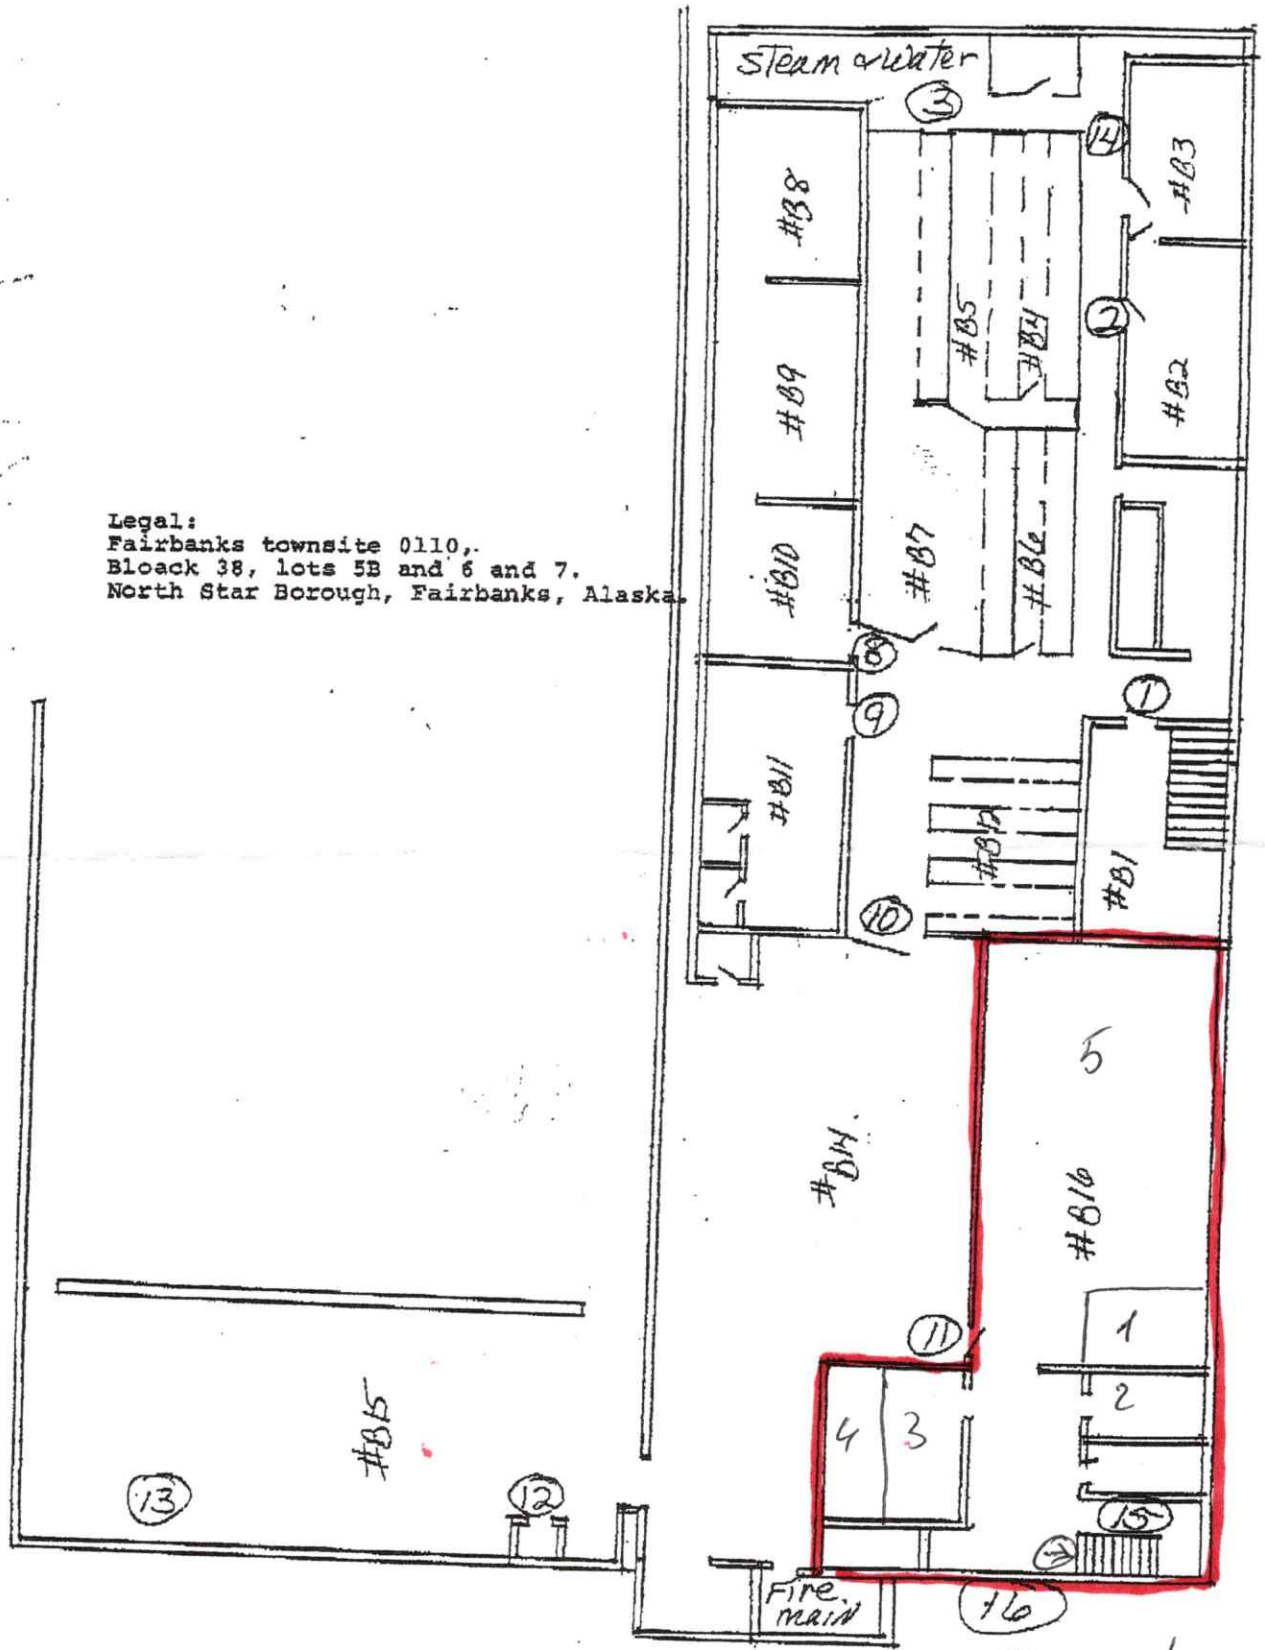 steam & Water
3
14
#B3
#B8
#B5
#B4
2
#B2
#B9
Legal:
Fairbanks townsite 0110,.
Bloack 38, lots 5B and 6 and 7.
North Star Borough, Fairbanks, Alaska.
#B10
#B7
#B6
8
1
9
#B11
#B12
#B1
10
5
#B14
#B16
11
1
2
4
3
#B15
13
12
15
16
Fire
main